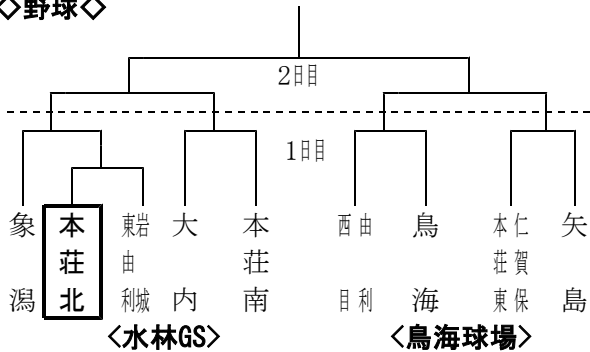 ◇野球◇
2日目
1日目
象潟
本荘北
岩城
東由利
大内
本荘南
由利
西目
鳥海
仁賀保
本荘東
矢島
<水林GS>
<鳥海球場>